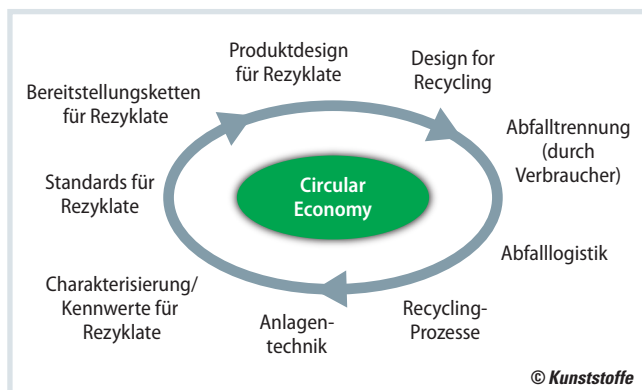 Produktdesign
für Rezyklate
Design for
Recycling
Abfalltrennung
(durch
Verbraucher)
Abfalllogistik
Recycling-
Prozesse
Anlagen-
technik
Charakterisierung/
Kennwerte für
Rezyklate
Standards für
Rezyklate
Bereitstellungsketten
für Rezyklate
Circular
Economy
© Kunststoffe